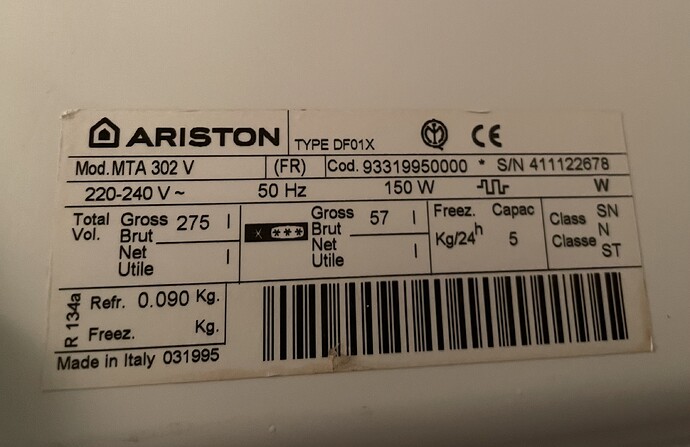 ARISTON TYPE DF01X CE
Mod.MTA 302 V (FR) Cod. 93319950000 * S/N 411122678
220-240 V ~ 50 Hz 150 W W
Total Vol. Gross Brut 275 l
Net Utile l
Gross Brut 57 l
Net Utile l
Freez. Capac
Kg/24h 5
Class SN
Classe N
ST
R 134a
Refr. 0.090 Kg.
Freez. Kg.
Made in Italy 031995